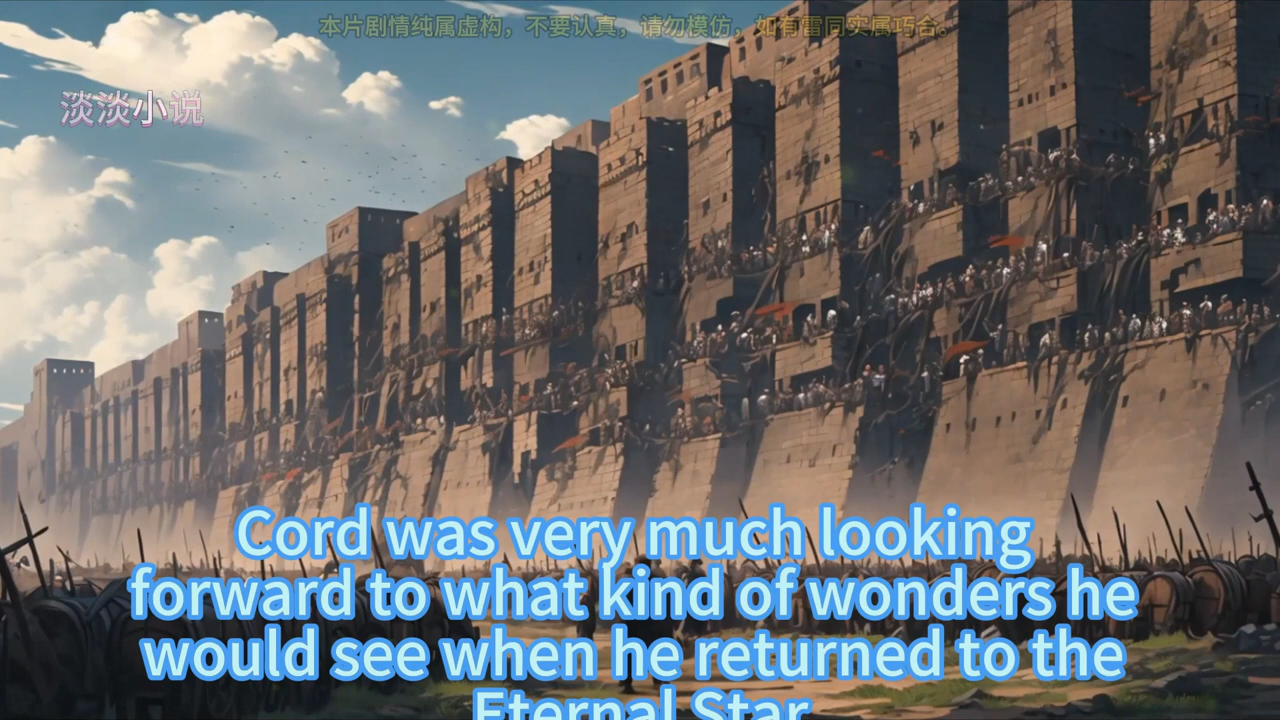 本片剧情纯属虚构，不要认真，请勿模仿，如有雷同实属巧合。
淡淡小说
Cord was very much looking
forward to what kind of wonders he
would see when he returned to the
Eternal Star